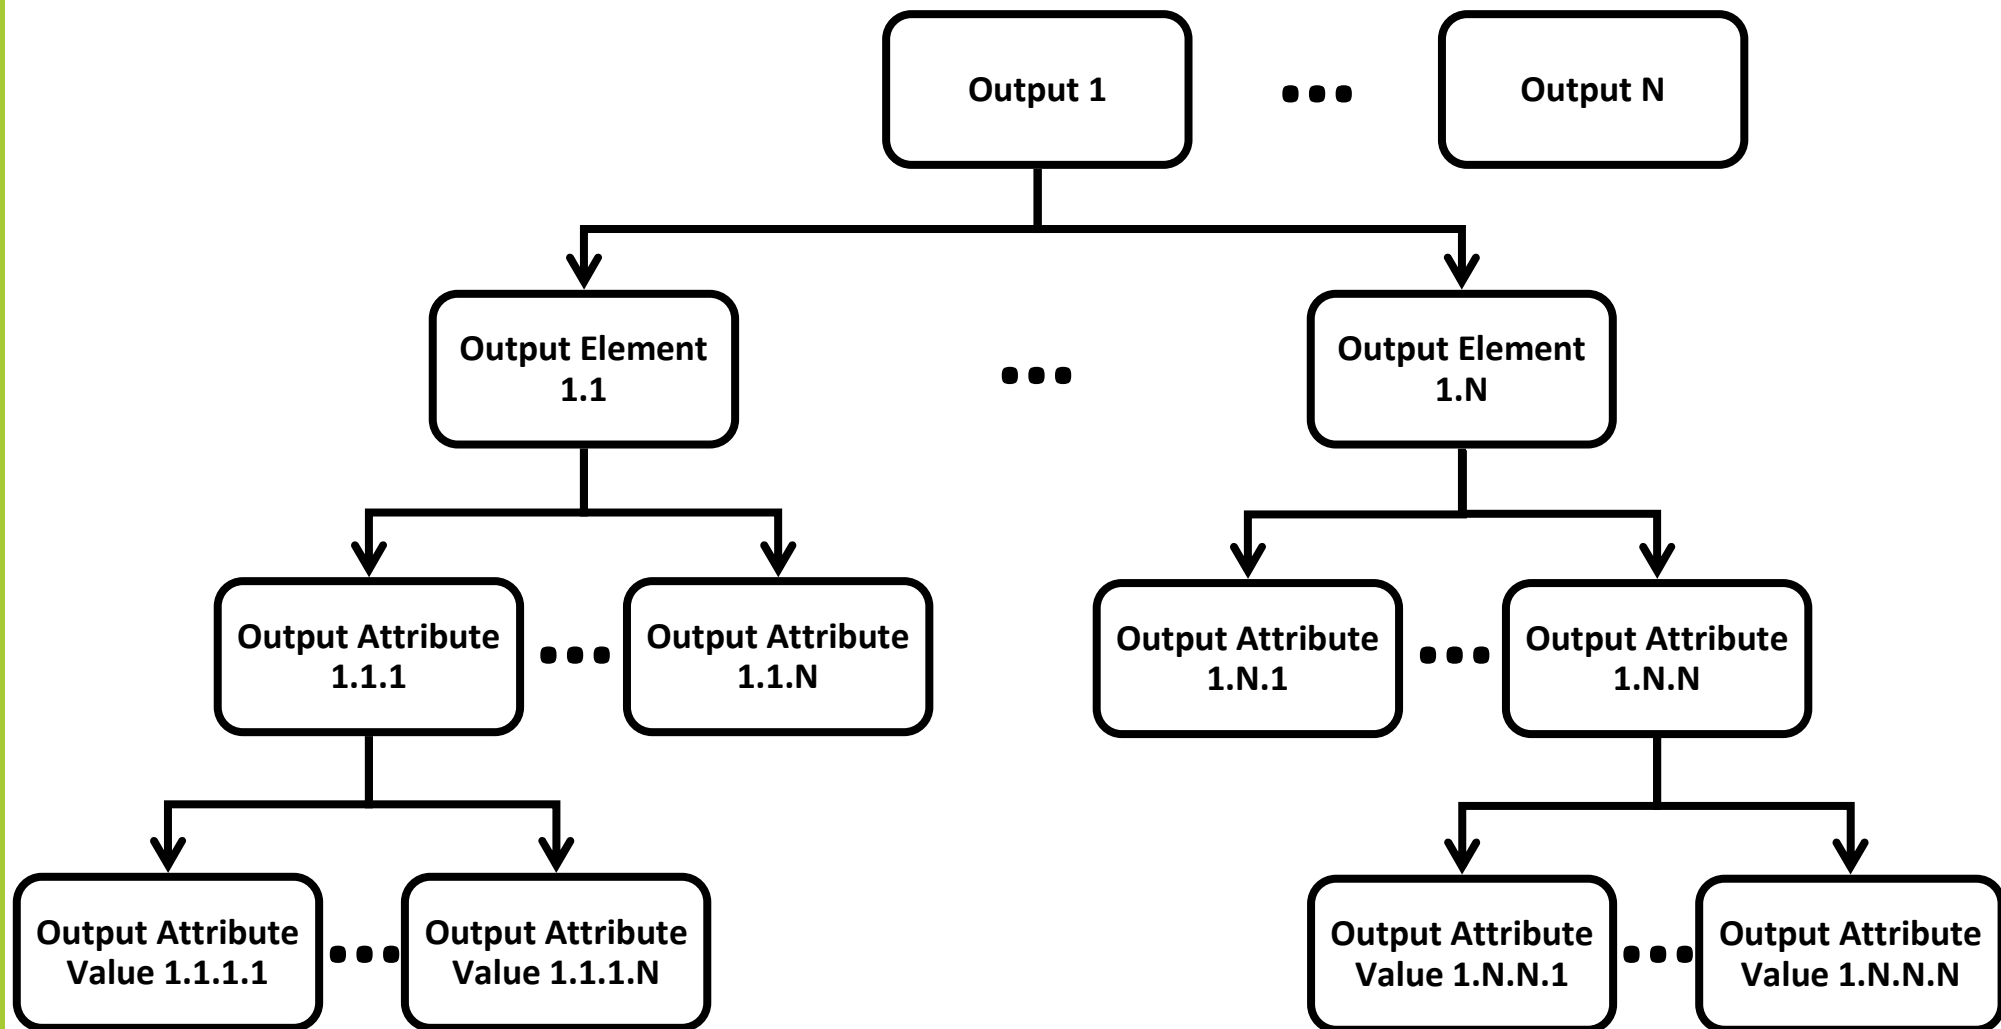 Output 1
Output N
Output Element
1.1
Output Element
1.N
Output Attribute
1.1.1
Output Attribute
1.1.N
Output Attribute
1.N.1
Output Attribute
1.N.N
Output Attribute
Value 1.1.1.1
Output Attribute
Value 1.1.1.N
Output Attribute
Value 1.N.N.1
Output Attribute
Value 1.N.N.N